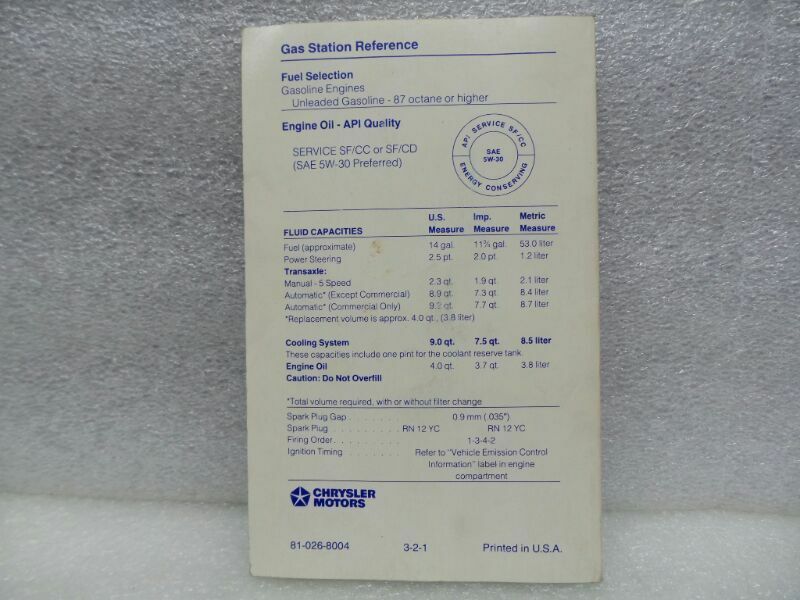 Gas Station Reference
Fuel Selection
Gasoline Engines
Unleaded Gasoline - 87 octane or higher
Engine Oil - API Quality
SERVICE SF/CC or SF/CD
(SAE 5W-30 Preferred)
API SERVICE SF/CC
SAE
5W-30
ENERGY CONSERVING
U.S. Imp. Metric
FLUID CAPACITIES Measure Measure Measure
Fuel (approximate) 14 gal. 11¾ gal. 53.0 liter
Power Steering 2.5 pt. 2.0 pt. 1.2 liter
Transaxle:
Manual - 5 Speed 2.3 qt. 1.9 qt. 2.1 liter
Automatic* (Except Commercial) 8.9 qt. 7.3 qt. 8.4 liter
Automatic* (Commercial Only) qt. 7.7 qt. 8.7 liter
*Replacement volume is approx. 4.0 qt., (3.8 liter)
Cooling System 9.0 qt. 7.5 qt. 8.5 liter
These capacities include one pint for the coolant reserve tank.
Engine Oil 4.0 qt. 3.7 qt. 3.8 liter
Caution: Do Not Overfill
*Total volume required, with or without filter change
Spark Plug Gap . . . . . . . 0.9 mm (.035")
Spark Plug . . . . . . . . . RN 12 YC RN 12 YC
Firing Order . . . . . . . . . 1-3-4-2
Ignition Timing . . . . . . . . Refer to "Vehicle Emission Control
Information" label in engine
compartment
CHRYSLER
MOTORS
81-026-8004 3-2-1 Printed in U.S.A.